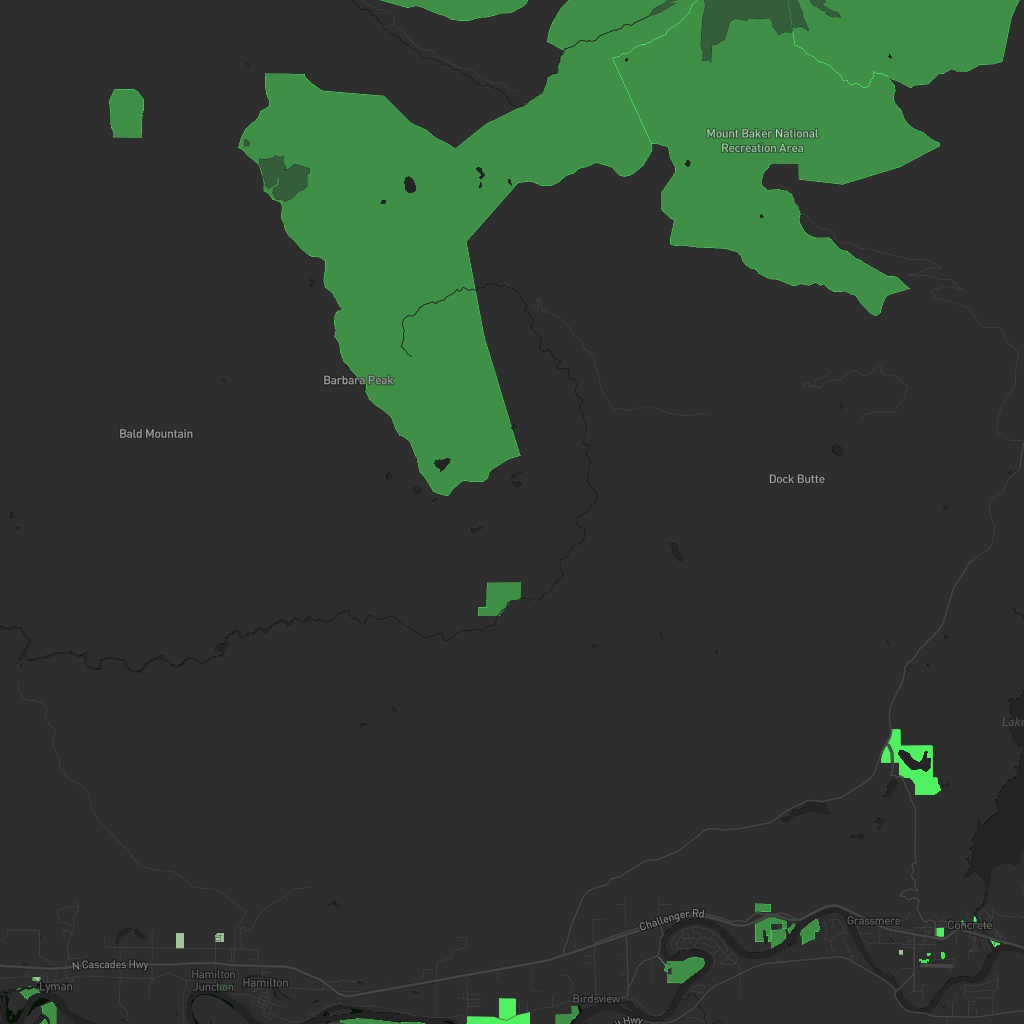 Mount Baker National
Recreation Area
Barbara Peak
Bald Mountain
Dock Butte
Lake
Challenger Rd
Grassmere
Concrete
N Cascades Hwy
Hamilton
Junction
Hamilton
Lyman
Birdsview
Hwy